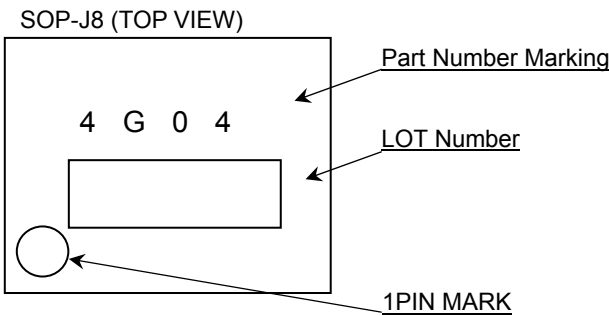 SOP-J8 (TOP VIEW)
Part Number Marking
4 G 0 4
LOT Number
1PIN MARK